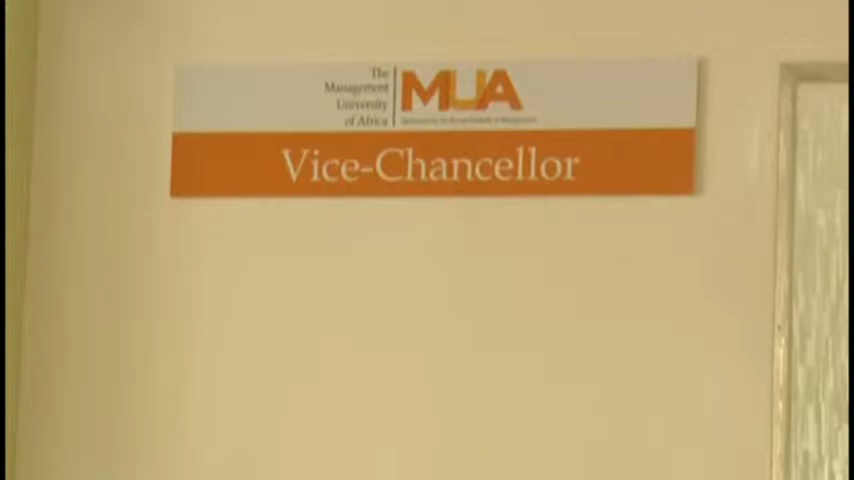 The
Management
University
of Africa
MUA
Vice-Chancellor